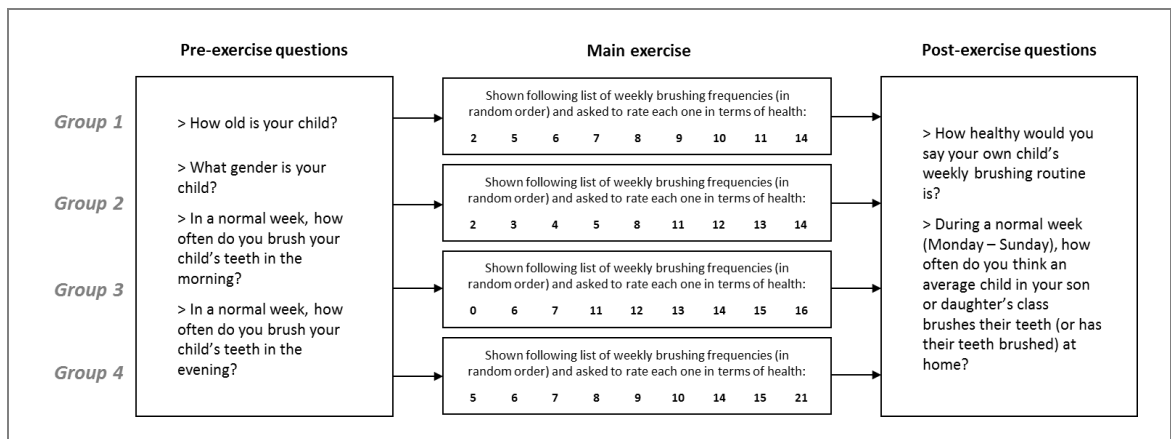 Pre-exercise questions
Main exercise
Post-exercise questions
Group 1
Group 2
Group 3
Group 4
> How old is your child?
> What gender is your
child?
> In a normal week, how
often do you brush your
child's teeth in the
morning?
> In a normal week, how
often do you brush your
child's teeth in the
evening?
Shown following list of weekly brushing frequencies (in
random order) and asked to rate each one in terms of health:
2 5 6 7 8 9 10 11 14
Shown following list of weekly brushing frequencies (in
random order) and asked to rate each one in terms of health:
2 3 4 5 8 11 12 13 14
Shown following list of weekly brushing frequencies (in
random order) and asked to rate each one in terms of health:
0 6 7 11 12 13 14 15 16
Shown following list of weekly brushing frequencies (in
random order) and asked to rate each one in terms of health:
5 6 7 8 9 10 14 15 21
> How healthy would you
say your own child's
weekly brushing routine
is?
> During a normal week
(Monday – Sunday), how
often do you think an
average child in your son
or daughter's class
brushes their teeth (or has
their teeth brushed) at
home?